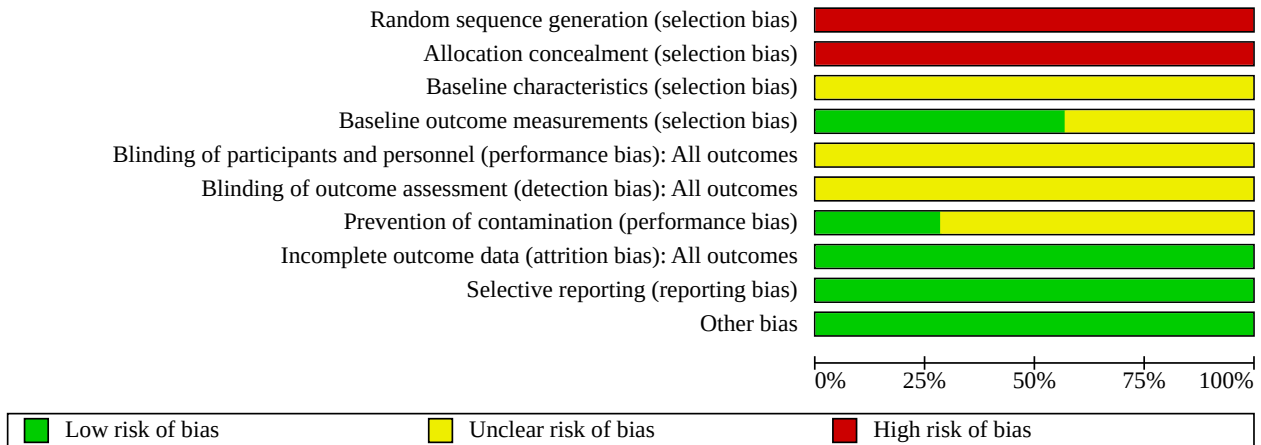 Random sequence generation (selection bias)
Allocation concealment (selection bias)
Baseline characteristics (selection bias)
Baseline outcome measurements (selection bias)
Blinding of participants and personnel (performance bias): All outcomes
Blinding of outcome assessment (detection bias): All outcomes
Prevention of contamination (performance bias)
Incomplete outcome data (attrition bias): All outcomes
Selective reporting (reporting bias)
Other bias
0% 25% 50% 75% 100%
Low risk of bias Unclear risk of bias High risk of bias